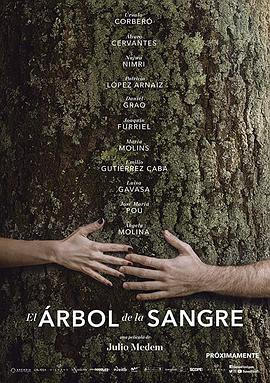 Úrsula
CORBERÓ
Álvaro
CERVANTES
Najwa
NIMRI
Patricia
LÓPEZ ARNAIZ
Daniel
GRAO
Joaquín
FURRIEL
Maria
MOLINS
Emilio
GUTIÉRREZ CABA
Luisa
GAVASA
José María
POU
Ángela
MOLINA
El ÁRBOL de la SANGRE
una película de
Julio Medem
PRÓXIMAMENTE